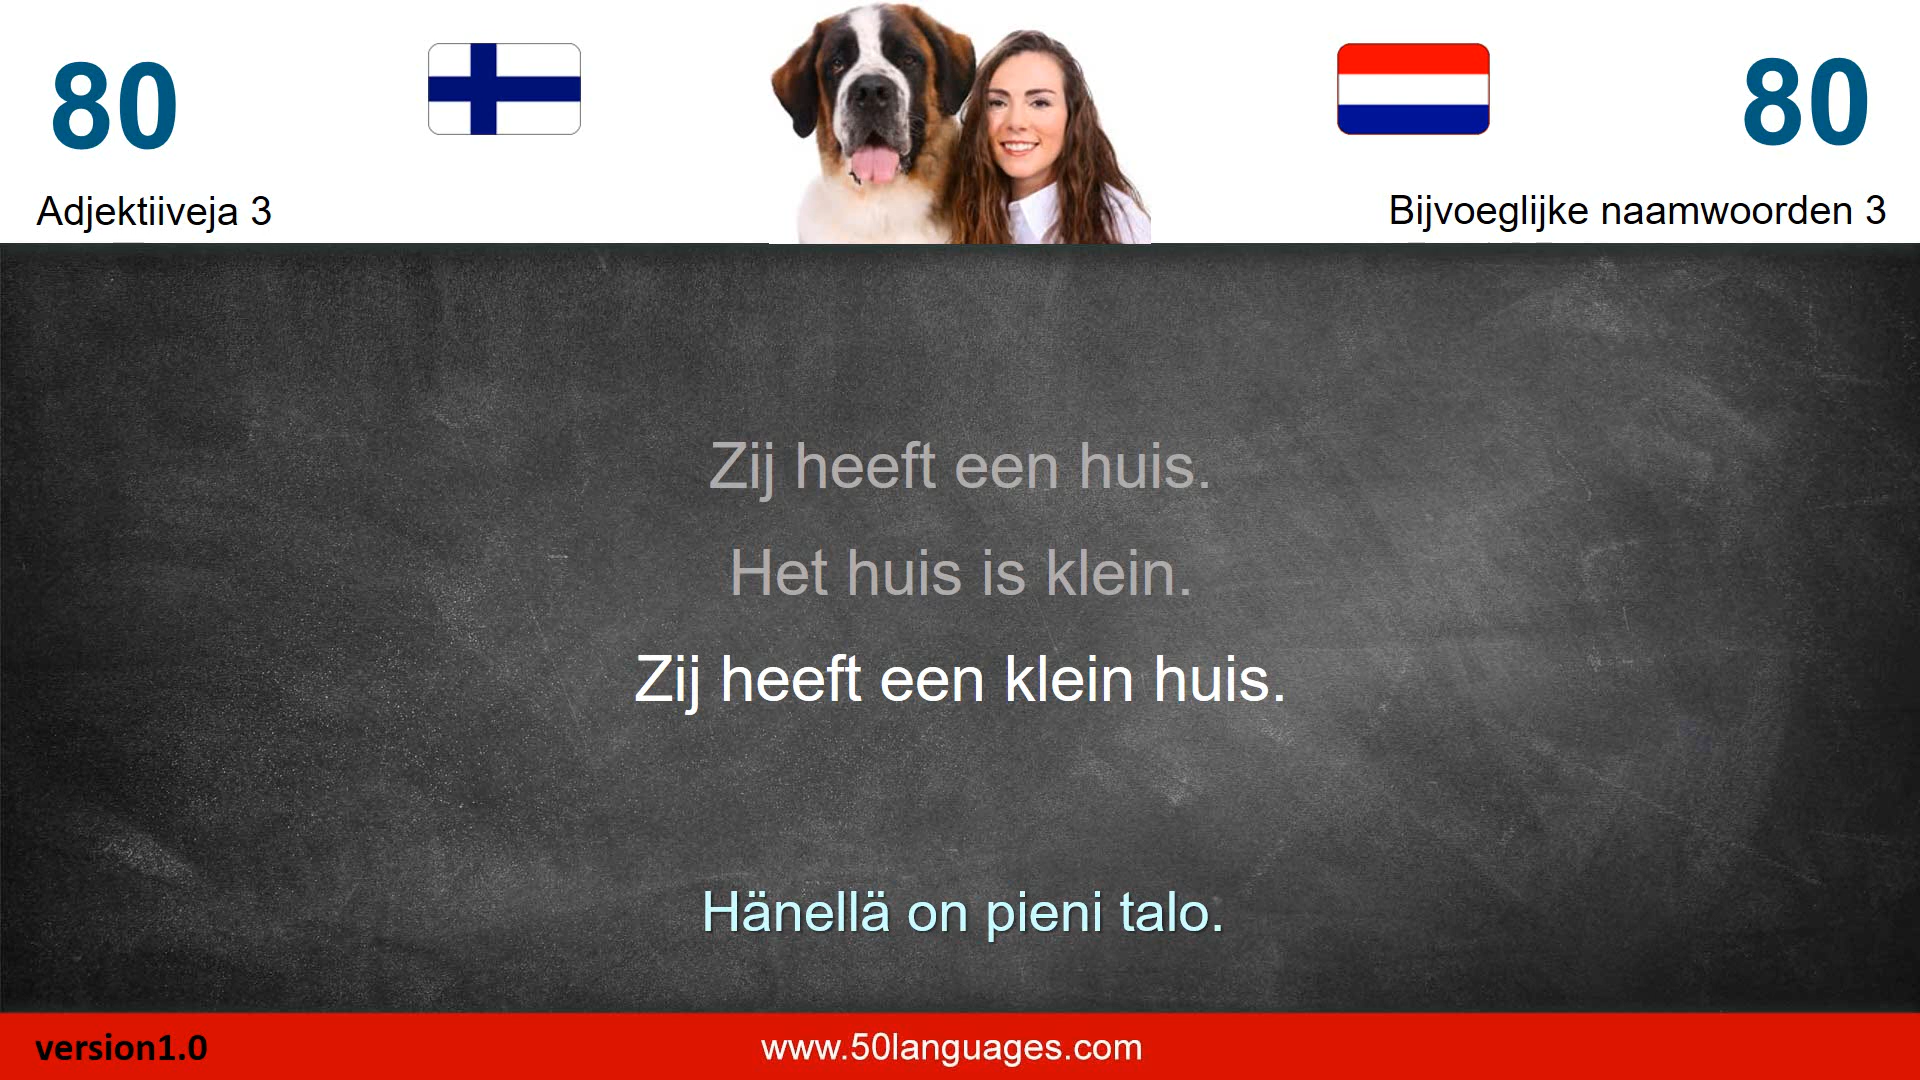 80
80
Adjektiiveja 3
Bijvoeglijke naamwoorden 3
Zij heeft een huis.
Het huis is klein.
Zij heeft een klein huis.
Hänellä on pieni talo.
version1.0
www.50languages.com